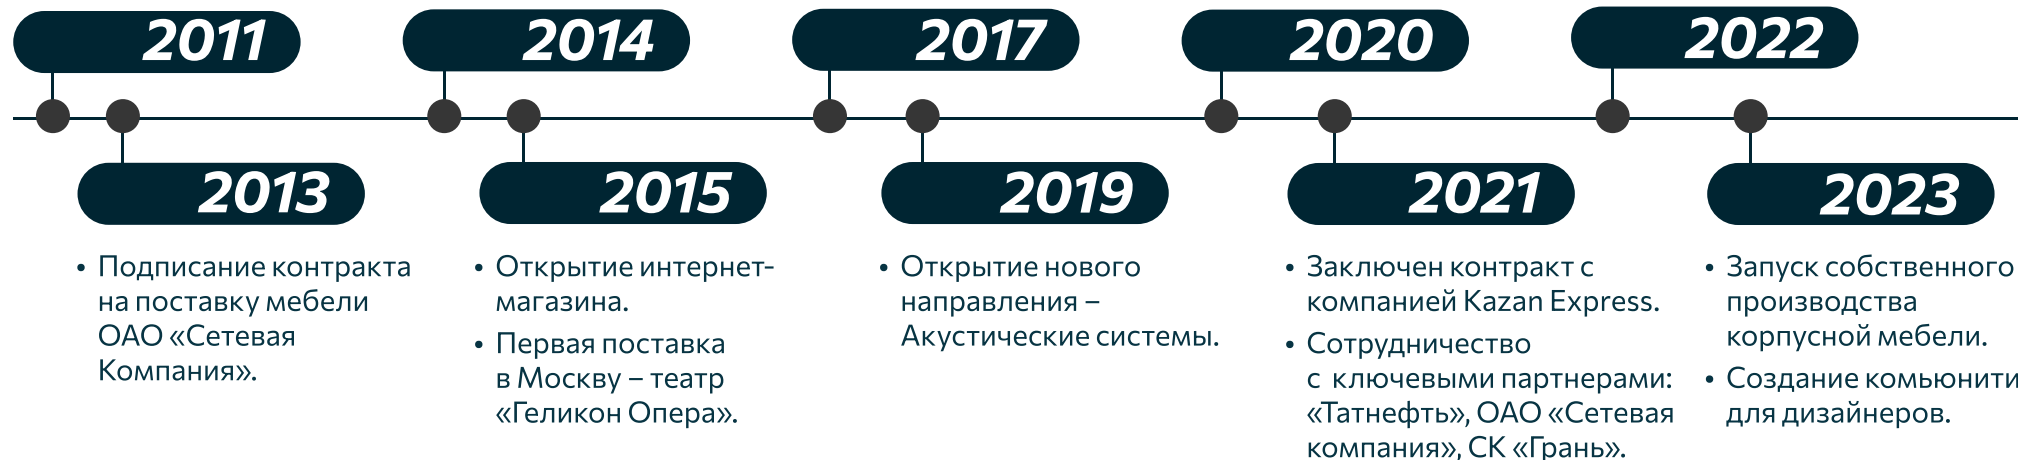 2011
2014
2017
2020
2022
2013
2015
2019
2021
2023
• Подписание контракта
на поставку мебели
ОАО «Сетевая
Компания».
• Открытие интернет-
магазина.
• Первая поставка
в Москву – театр
«Геликон Опера».
• Открытие нового
направления –
Акустические системы.
• Заключен контракт с
компанией Kazan Express.
• Сотрудничество
с ключевыми партнерами:
«Татнефть», ОАО «Сетевая
компания», СК «Грань».
• Запуск собственного
производства
корпусной мебели.
• Создание комьюнити
для дизайнеров.